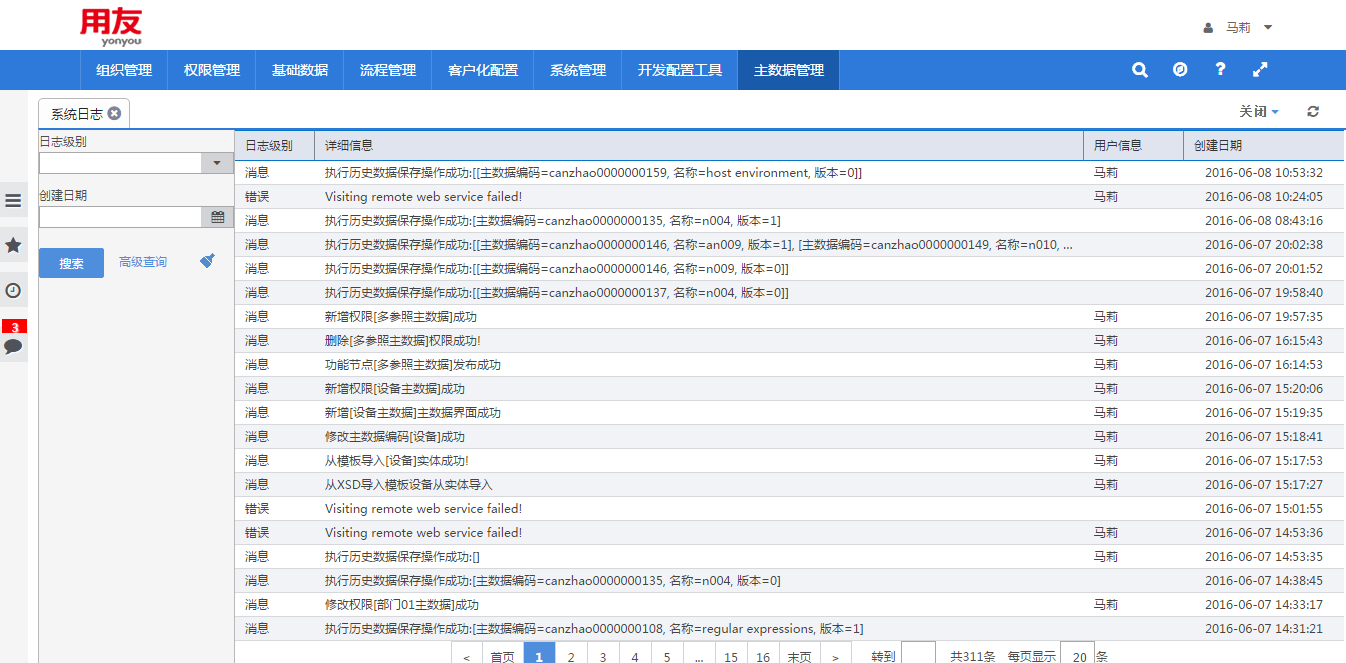 用友
yonyou
马莉
组织管理 权限管理 基础数据 流程管理 客户化配置 系统管理 开发配置工具 主数据管理
系统日志 关闭
日志级别
创建日期
搜索 高级查询
3
日志级别 详细信息 用户信息 创建日期
消息 执行历史数据保存操作成功:[[主数据编码=canzhao0000000159, 名称=host environment, 版本=0]] 马莉 2016-06-08 10:53:32
错误 Visiting remote web service failed! 马莉 2016-06-08 10:24:05
消息 执行历史数据保存操作成功:[主数据编码=canzhao0000000135, 名称=n004, 版本=1] 2016-06-08 08:43:16
消息 执行历史数据保存操作成功:[[主数据编码=canzhao0000000146, 名称=an009, 版本=1], [主数据编码=canzhao0000000149, 名称=n010, ... 2016-06-07 20:02:38
消息 执行历史数据保存操作成功:[[主数据编码=canzhao0000000146, 名称=n009, 版本=0]] 2016-06-07 20:01:52
消息 执行历史数据保存操作成功:[[主数据编码=canzhao0000000137, 名称=n004, 版本=0]] 2016-06-07 19:58:40
消息 新增权限[多参照主数据]成功 马莉 2016-06-07 19:57:35
消息 删除[多参照主数据]权限成功! 马莉 2016-06-07 16:15:43
消息 功能节点[多参照主数据]发布成功 马莉 2016-06-07 16:14:53
消息 新增权限[设备主数据]成功 马莉 2016-06-07 15:20:06
消息 新增[设备主数据]主数据界面成功 马莉 2016-06-07 15:19:35
消息 修改主数据编码[设备]成功 马莉 2016-06-07 15:18:41
消息 从模板导入[设备]实体成功! 马莉 2016-06-07 15:17:53
消息 从XSD导入模板设备从实体导入 马莉 2016-06-07 15:17:27
错误 Visiting remote web service failed! 2016-06-07 15:01:55
错误 Visiting remote web service failed! 马莉 2016-06-07 14:53:36
消息 执行历史数据保存操作成功:[] 马莉 2016-06-07 14:53:35
消息 执行历史数据保存操作成功:[主数据编码=canzhao0000000135, 名称=n004, 版本=0] 2016-06-07 14:38:45
消息 修改权限[部门01主数据]成功 马莉 2016-06-07 14:33:17
消息 执行历史数据保存操作成功:[主数据编码=canzhao0000000108, 名称=regular expressions, 版本=1] 2016-06-07 14:31:21
< 首页 1 2 3 4 5 ... 15 16 末页 > 转到 共311条 每页显示 20 条